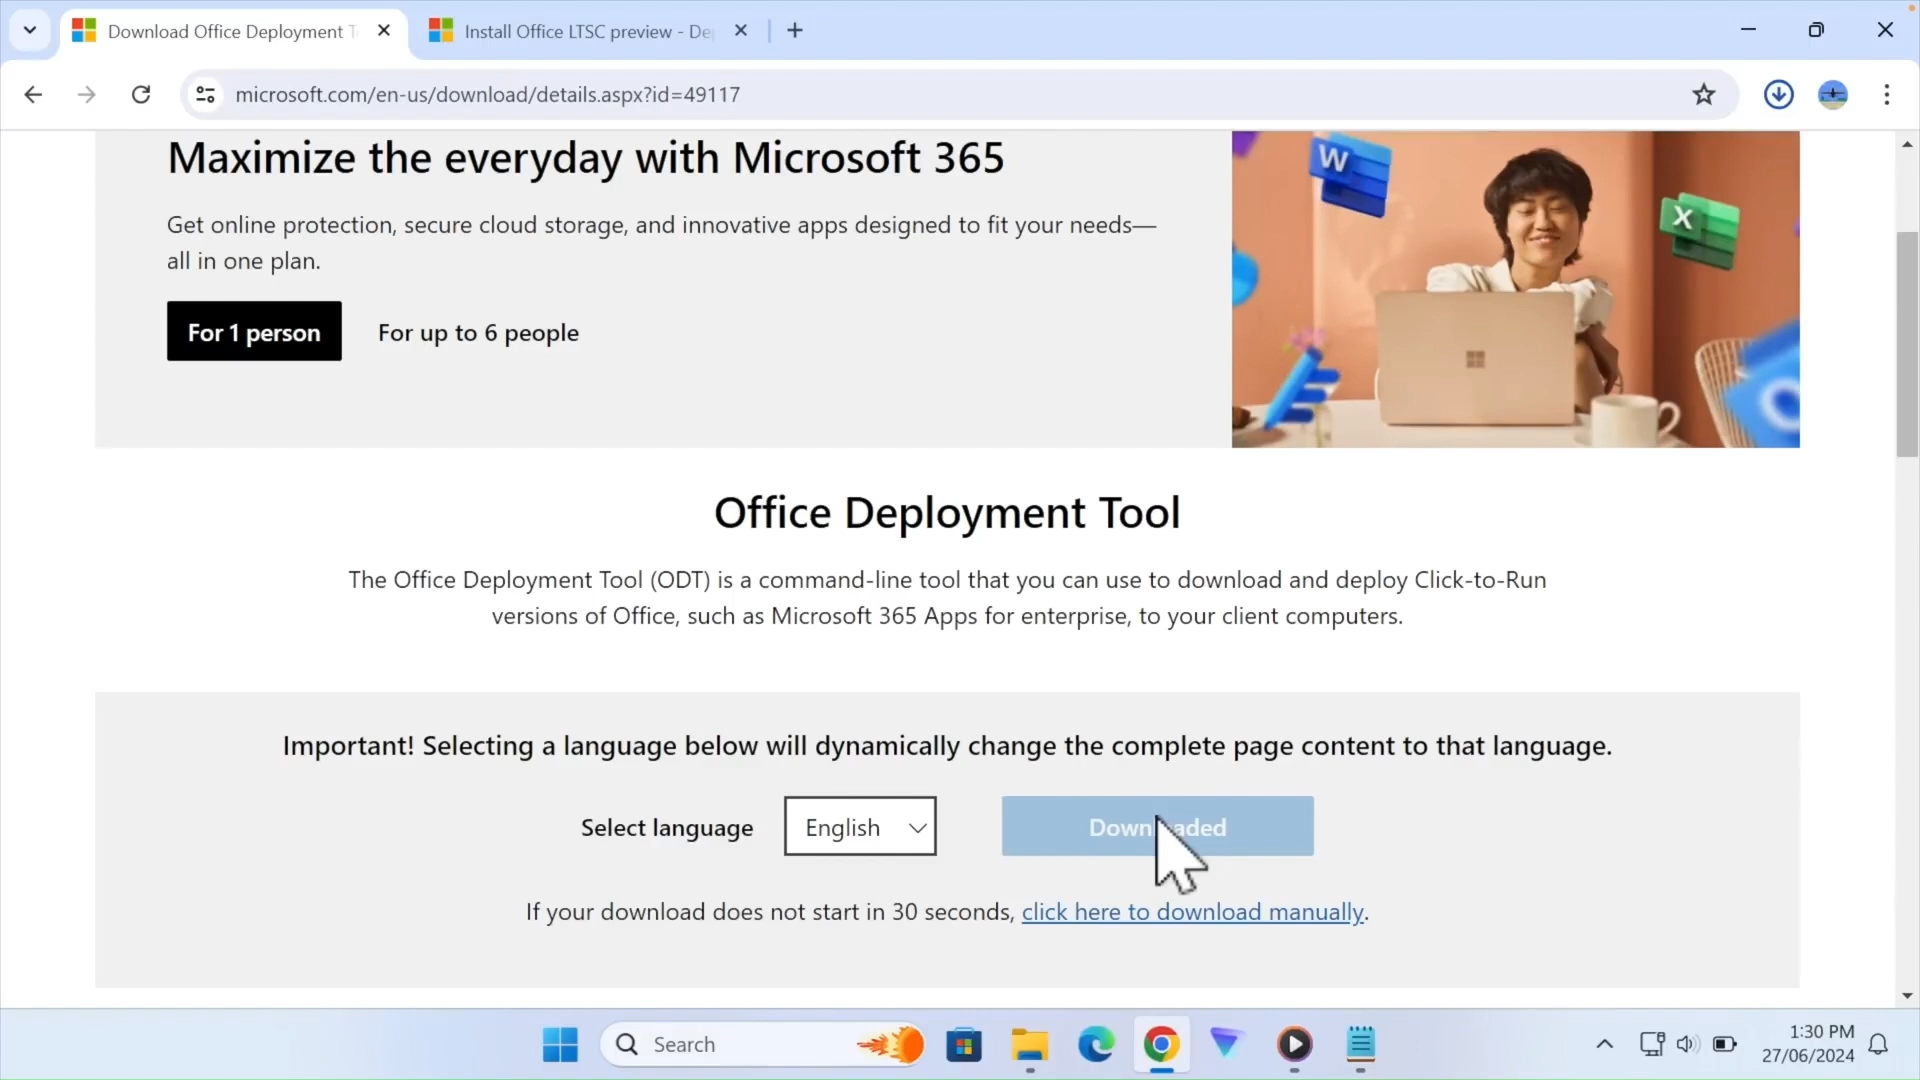 Download Office Deployment T
Install Office LTSC preview - De
microsoft.com/en-us/download/details.aspx?id=49117
Maximize the everyday with Microsoft 365
Get online protection, secure cloud storage, and innovative apps designed to fit your needs—
all in one plan.
For 1 person
For up to 6 people
W
X
Office Deployment Tool
The Office Deployment Tool (ODT) is a command-line tool that you can use to download and deploy Click-to-Run
versions of Office, such as Microsoft 365 Apps for enterprise, to your client computers.
Important! Selecting a language below will dynamically change the complete page content to that language.
Select language
English
Downloaded
If your download does not start in 30 seconds, click here to download manually.
Search
1:30 PM
27/06/2024